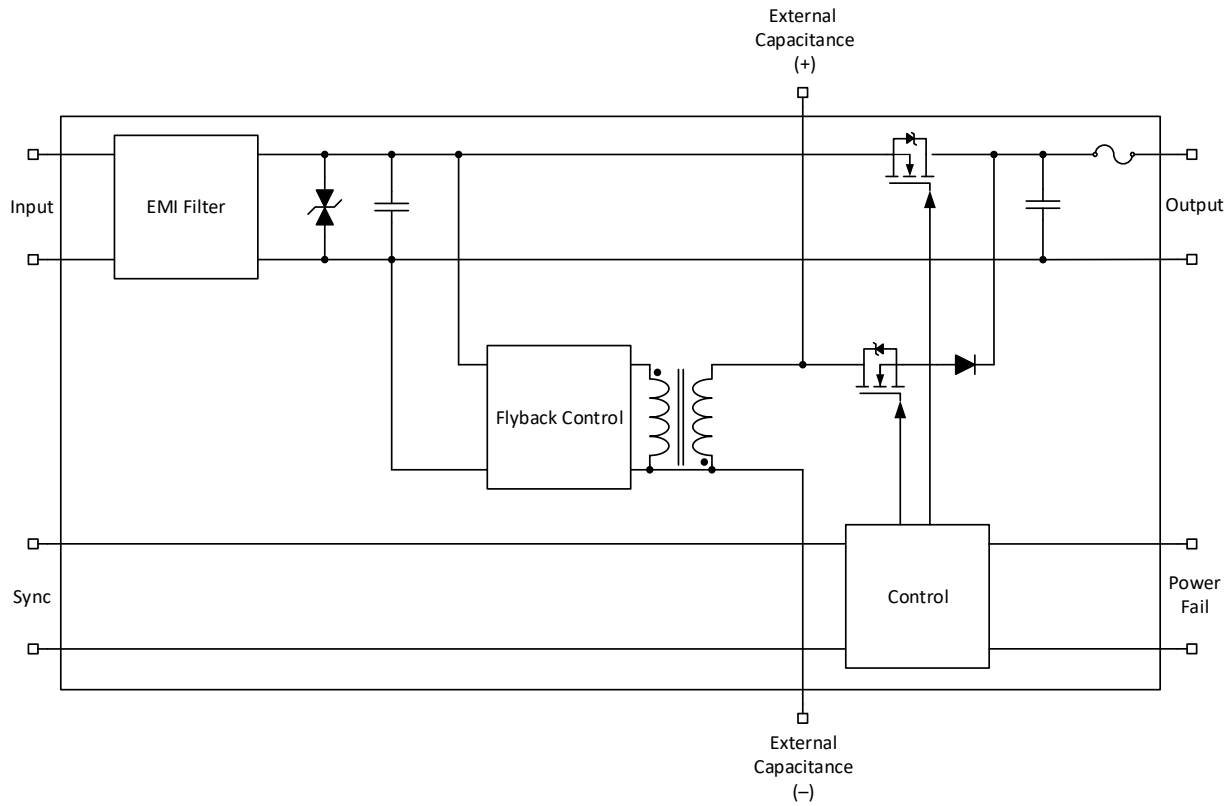 External
Capacitance
(+)
Input
EMI Filter
Output
Flyback Control
Sync
Control
Power
Fail
External
Capacitance
(–)